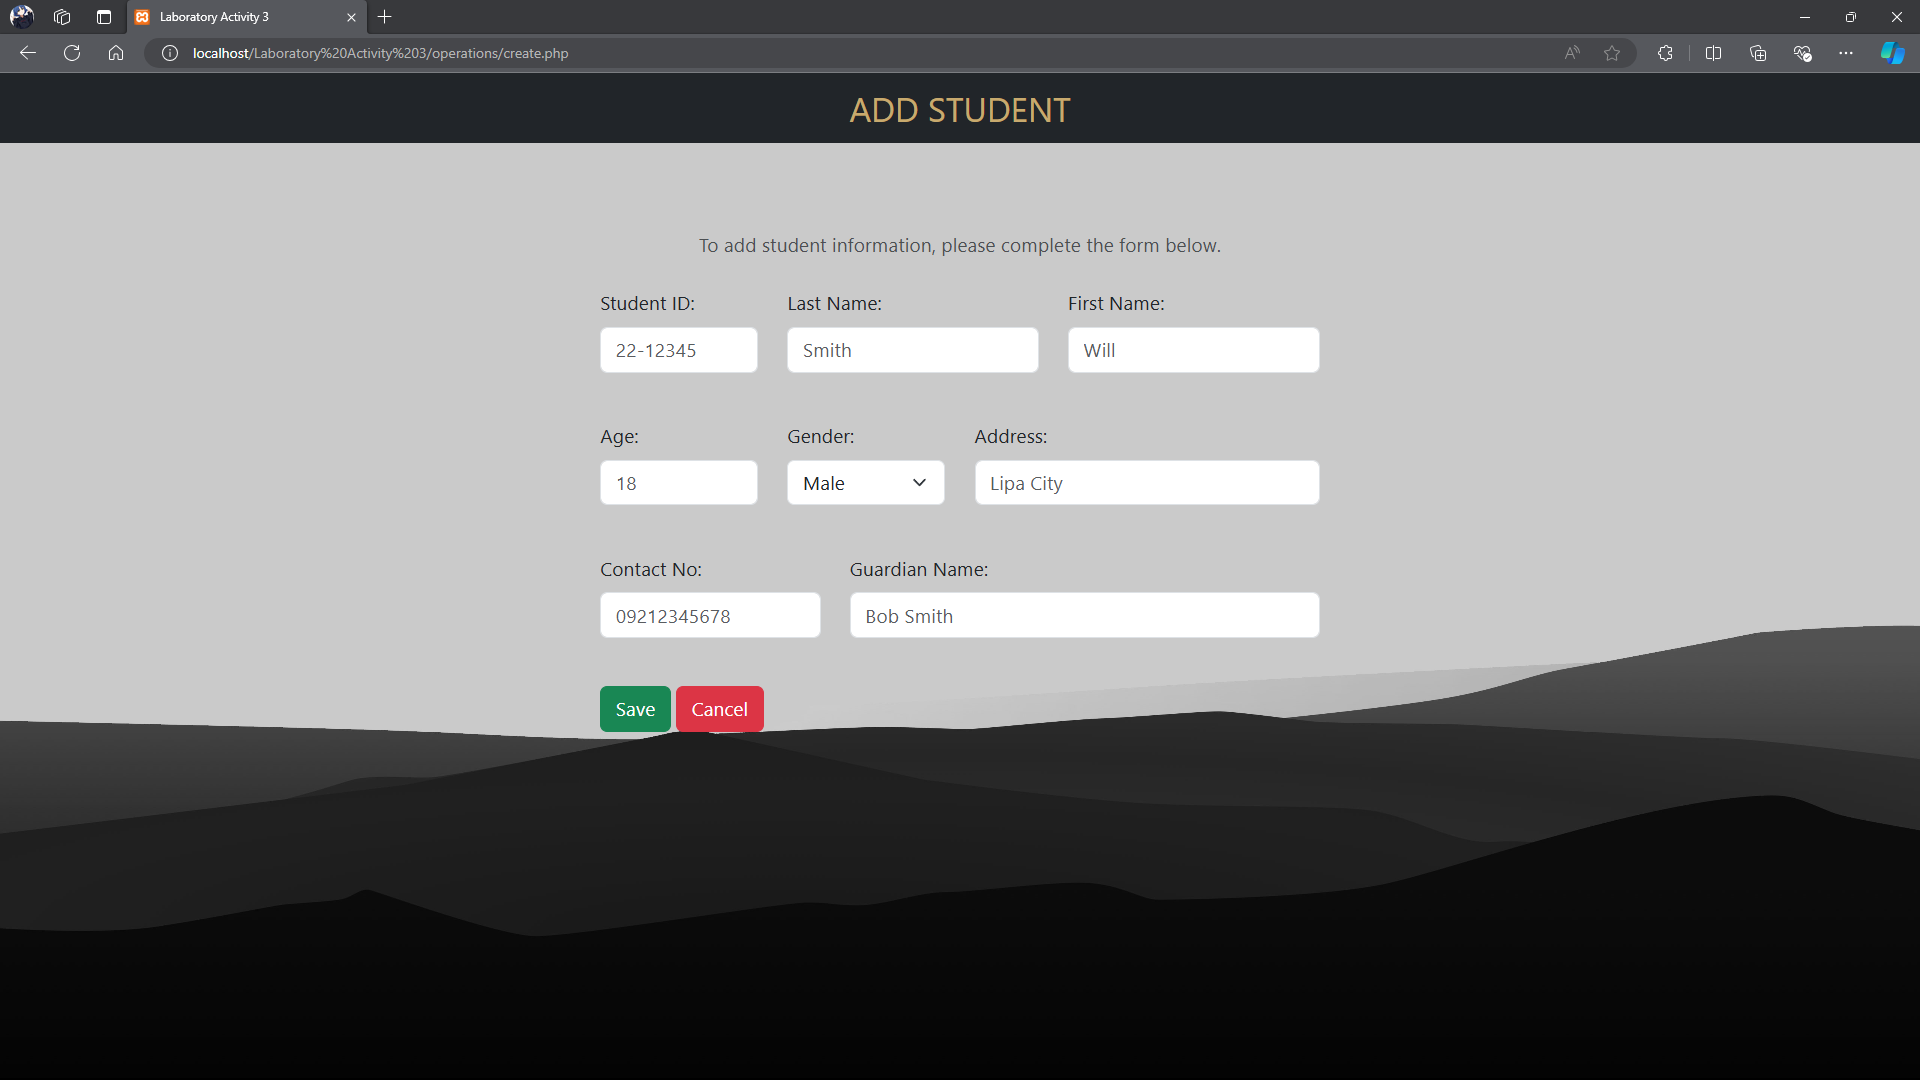 Laboratory Activity 3
localhost/Laboratory%20Activity%203/operations/create.php
ADD STUDENT
To add student information, please complete the form below.
Student ID: Last Name: First Name:
22-12345 Smith Will
Age: Gender: Address:
18 Male Lipa City
Contact No: Guardian Name:
09212345678 Bob Smith
Save Cancel